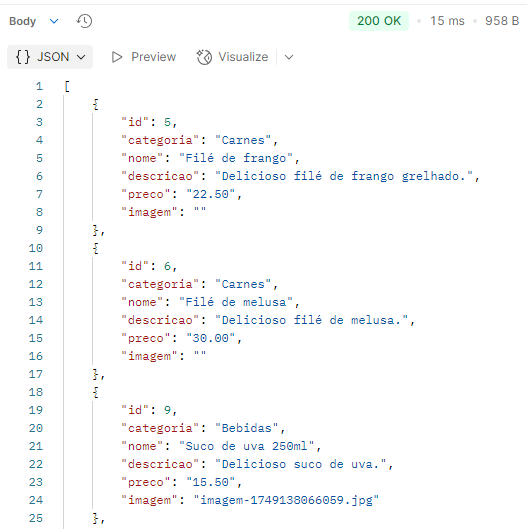 Body 200 OK 15 ms 958 B
{} JSON Preview Visualize
1 [
2 {
3 "id": 5,
4 "categoria": "Carnes",
5 "nome": "Filé de frango",
6 "descricao": "Delicioso filé de frango grelhado.",
7 "preco": "22.50",
8 "imagem": ""
9 },
10 {
11 "id": 6,
12 "categoria": "Carnes",
13 "nome": "Filé de melusa",
14 "descricao": "Delicioso filé de melusa.",
15 "preco": "30.00",
16 "imagem": ""
17 },
18 {
19 "id": 9,
20 "categoria": "Bebidas",
21 "nome": "Suco de uva 250ml",
22 "descricao": "Delicioso suco de uva.",
23 "preco": "15.50",
24 "imagem": "imagem-1749138066059.jpg"
25 },